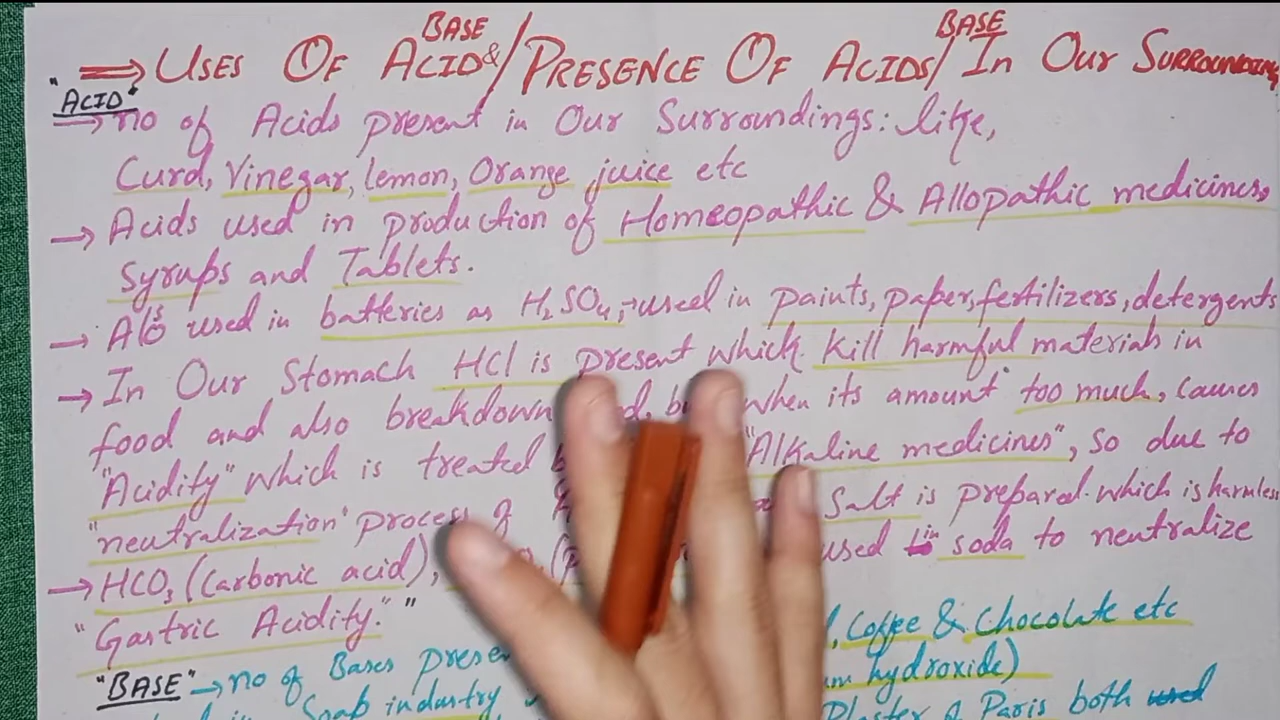 BASE BASE
⇒ USES OF ACID & / PRESENCE OF ACIDS / In Our SURROUNDING,
"ACID"
→ no of Acids present in Our Surroundings: like,
Curd, Vinegar, lemon, Orange juice etc
→ Acids used in production of Homeopathic & Allopathic medicines,
Syrups and Tablets.
→ Also used in batteries as H₂SO₄, used in paints, paper, fertilizers, detergents
→ In Our Stomach HCl is present which kill harmful materials in
food and also breakdown when its amount too much, causes
"Acidity" which is treated "Alkaline medicines", So due to
"neutralization" process of Salt is prepared. which is harmless
→ HCO₃ (Carbonic acid), used in soda to neutralize
"Gastric Acidity.""
Coffee & Chocolate etc
"BASE" → no of Bases hydroxide)
Soap industry Plaster of Paris both used